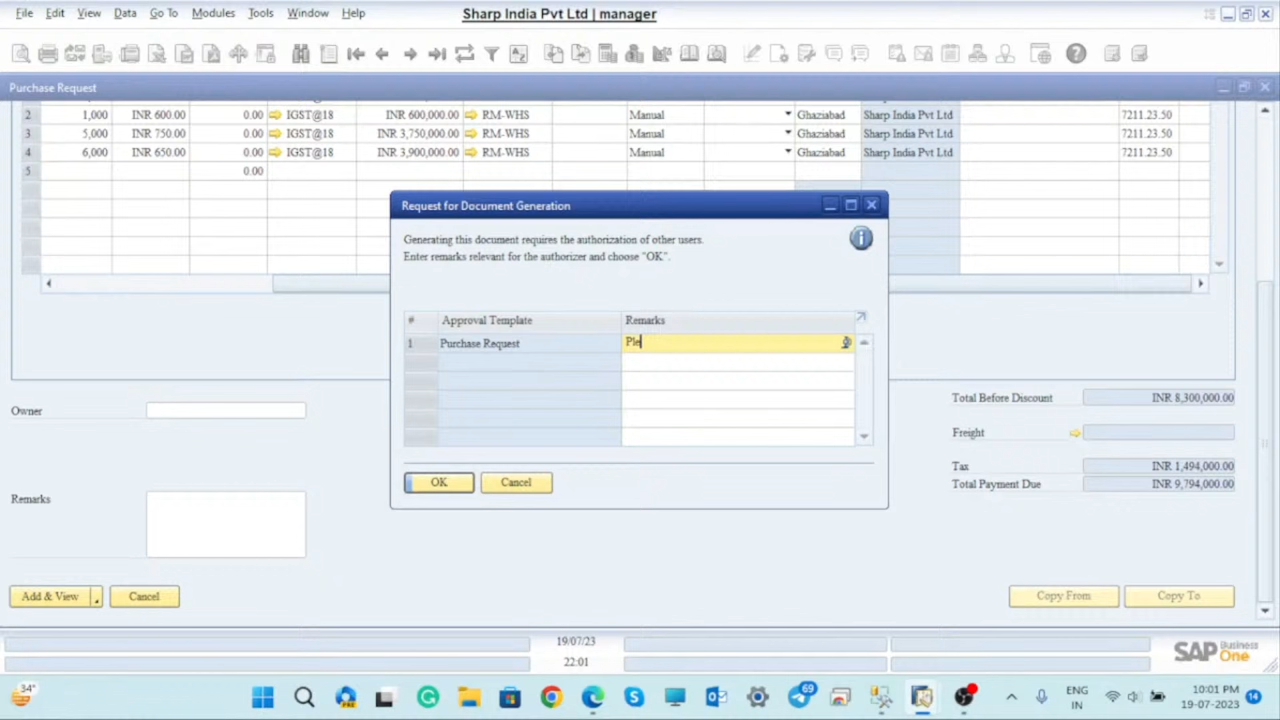 File Edit View Data Go To Modules Tools Window Help
Sharp India Pvt Ltd | manager
Purchase Request
2 1,000 INR 600.00 0.00 IGST@18 INR 600,000.00 RM-WHS Manual Ghaziabad Sharp India Pvt Ltd 7211.23.50
3 5,000 INR 750.00 0.00 IGST@18 INR 3,750,000.00 RM-WHS Manual Ghaziabad Sharp India Pvt Ltd 7211.23.50
4 6,000 INR 650.00 0.00 IGST@18 INR 3,900,000.00 RM-WHS Manual Ghaziabad Sharp India Pvt Ltd 7211.23.50
5 0.00
Request for Document Generation
Generating this document requires the authorization of other users.
Enter remarks relevant for the authorizer and choose "OK".
# Approval Template Remarks
1 Purchase Request Ple
OK Cancel
Owner
Remarks
Total Before Discount INR 8,300,000.00
Freight
Tax INR 1,494,000.00
Total Payment Due INR 9,794,000.00
Add & View Cancel
Copy From Copy To
19/07/23
22:01
SAP Business One
34°
69
ENG
IN
10:01 PM
19-07-2023
14